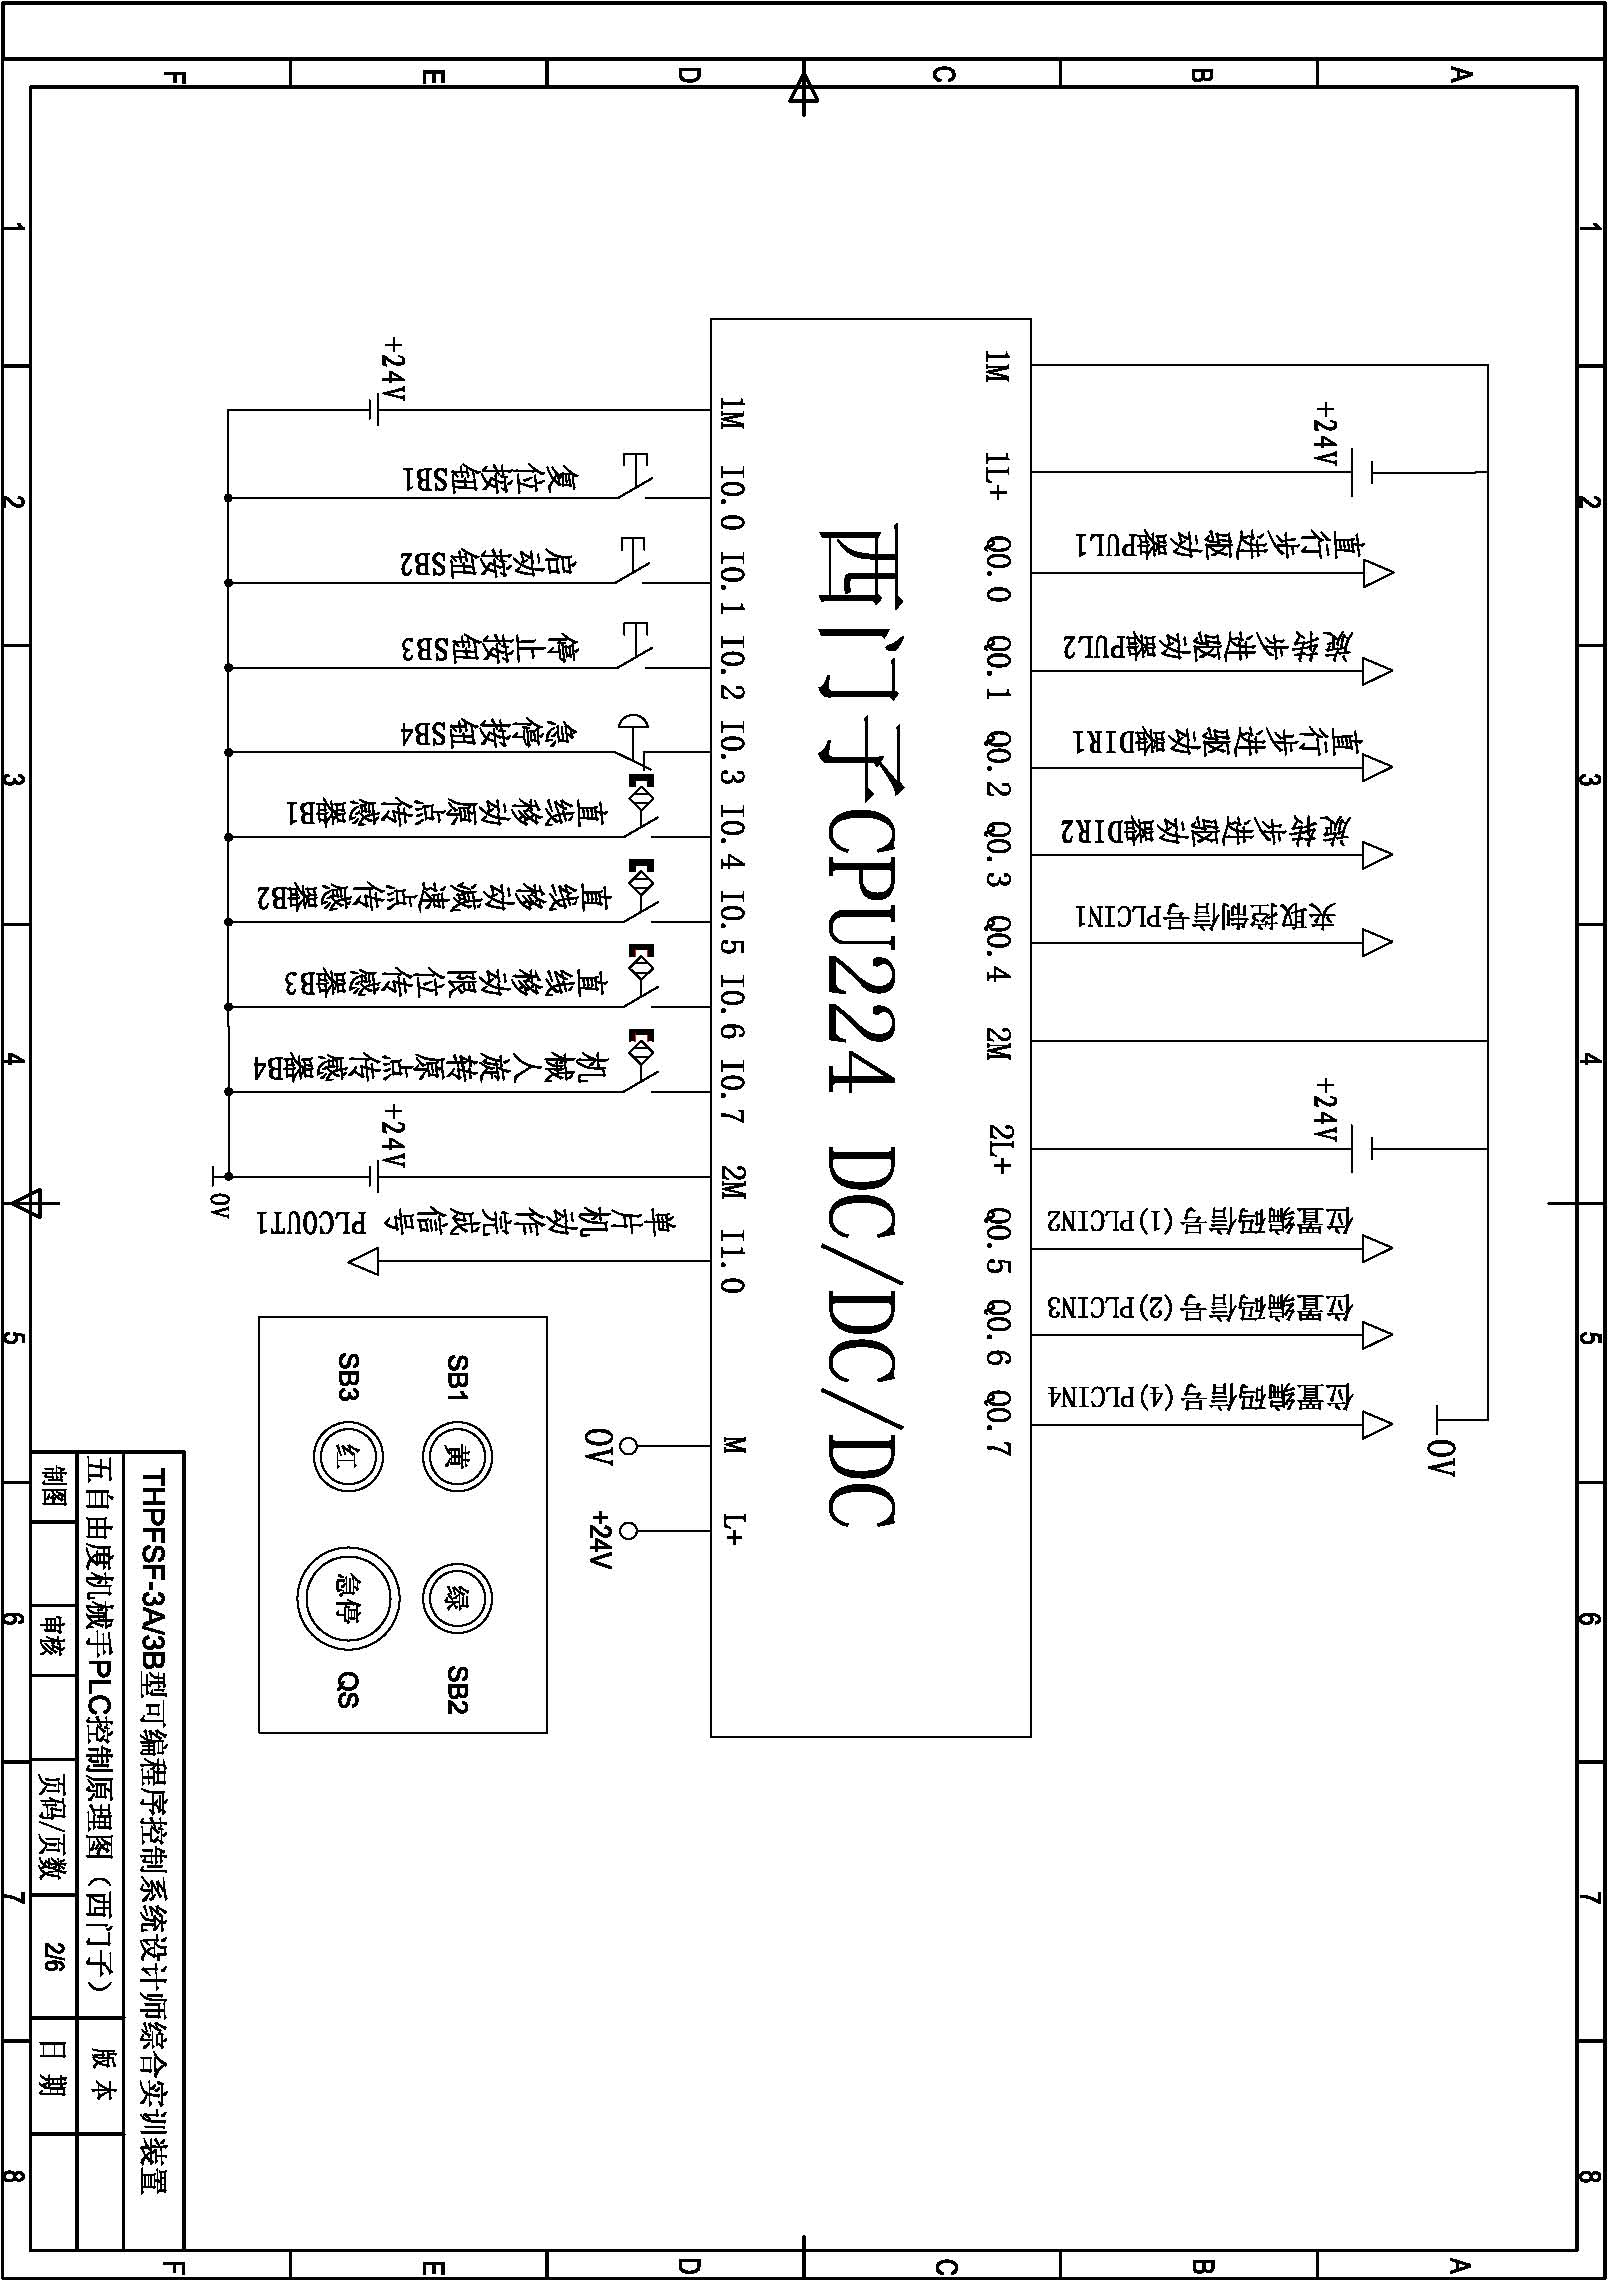 1 2 3 4 5 6 7 8
A
B
C
D
E
F
0V
+24V
+24V
直行步进驱动器PUL1
旋转步进驱动器PUL2
直行步进驱动器DIR1
旋转步进驱动器DIR2
夹取控制信号PLCIN1
位置编码信号(1)PLCIN2
位置编码信号(2)PLCIN3
位置编码信号(4)PLCIN4
1M 1L+ Q0.0 Q0.1 Q0.2 Q0.3 Q0.4 2M 2L+ Q0.5 Q0.6 Q0.7
西门子CPU224 DC/DC/DC
1M I0.0 I0.1 I0.2 I0.3 I0.4 I0.5 I0.6 I0.7 2M I1.0 M L+
复位按钮SB1
启动按钮SB2
停止按钮SB3
急停按钮SB4
直线移动原点传感器B1
直线移动减速点传感器B2
直线移动限位传感器B3
机械人旋转原点传感器B4
单片机动作完成信号 PLCOUT1
+24V
+24V
0V
0V
+24V
SB1 黄 绿 SB2
SB3 红 急停 QS
THPFSF-3A/3B型可编程序控制系统设计师综合实训装置
五自由度机械手PLC控制原理图（西门子） 版本
制图 审核 页码/页数 2/6 日期
A
B
C
D
E
F
1 2 3 4 5 6 7 8